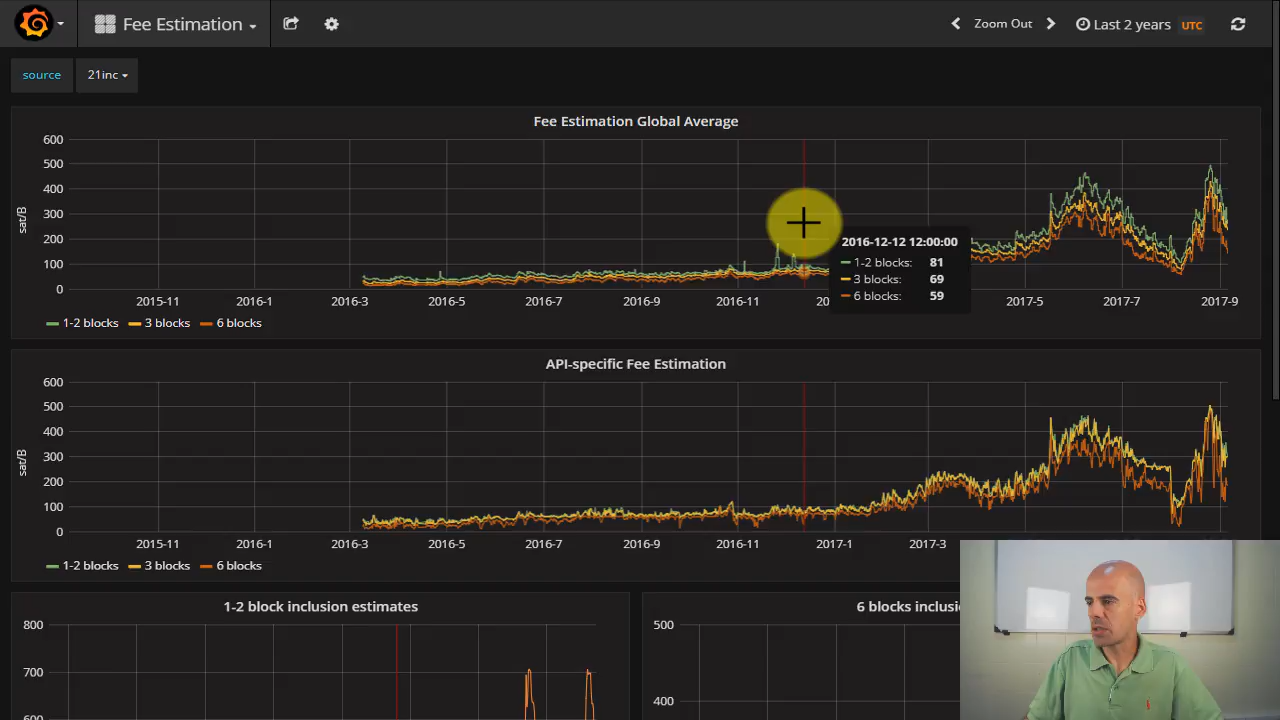 Fee Estimation
Zoom Out
Last 2 years UTC
source 21inc
Fee Estimation Global Average
600
500
400
300
200
100
0
sat/B
2016-12-12 12:00:00
1-2 blocks: 81
3 blocks: 69
6 blocks: 59
2015-11 2016-1 2016-3 2016-5 2016-7 2016-9 2016-11 2017-5 2017-7 2017-9
1-2 blocks 3 blocks 6 blocks
API-specific Fee Estimation
600
500
400
300
200
100
0
sat/B
2015-11 2016-1 2016-3 2016-5 2016-7 2016-9 2016-11 2017-1 2017-3
1-2 blocks 3 blocks 6 blocks
1-2 block inclusion estimates
800
700
600
6 blocks
500
400